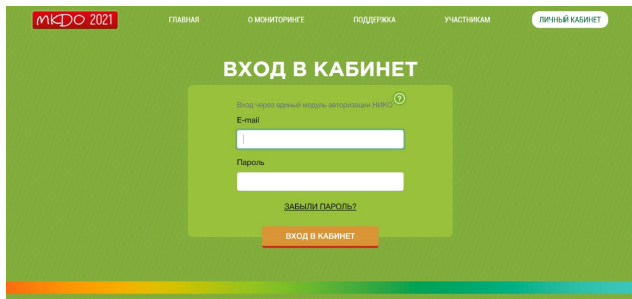 МКДО 2021 ГЛАВНАЯ О МОНИТОРИНГЕ ПОДДЕРЖКА УЧАСТНИКАМ ЛИЧНЫЙ КАБИНЕТ
ВХОД В КАБИНЕТ
Вход через единый модуль авторизации НИКО ?
E-mail
Пароль
ЗАБЫЛИ ПАРОЛЬ?
ВХОД В КАБИНЕТ